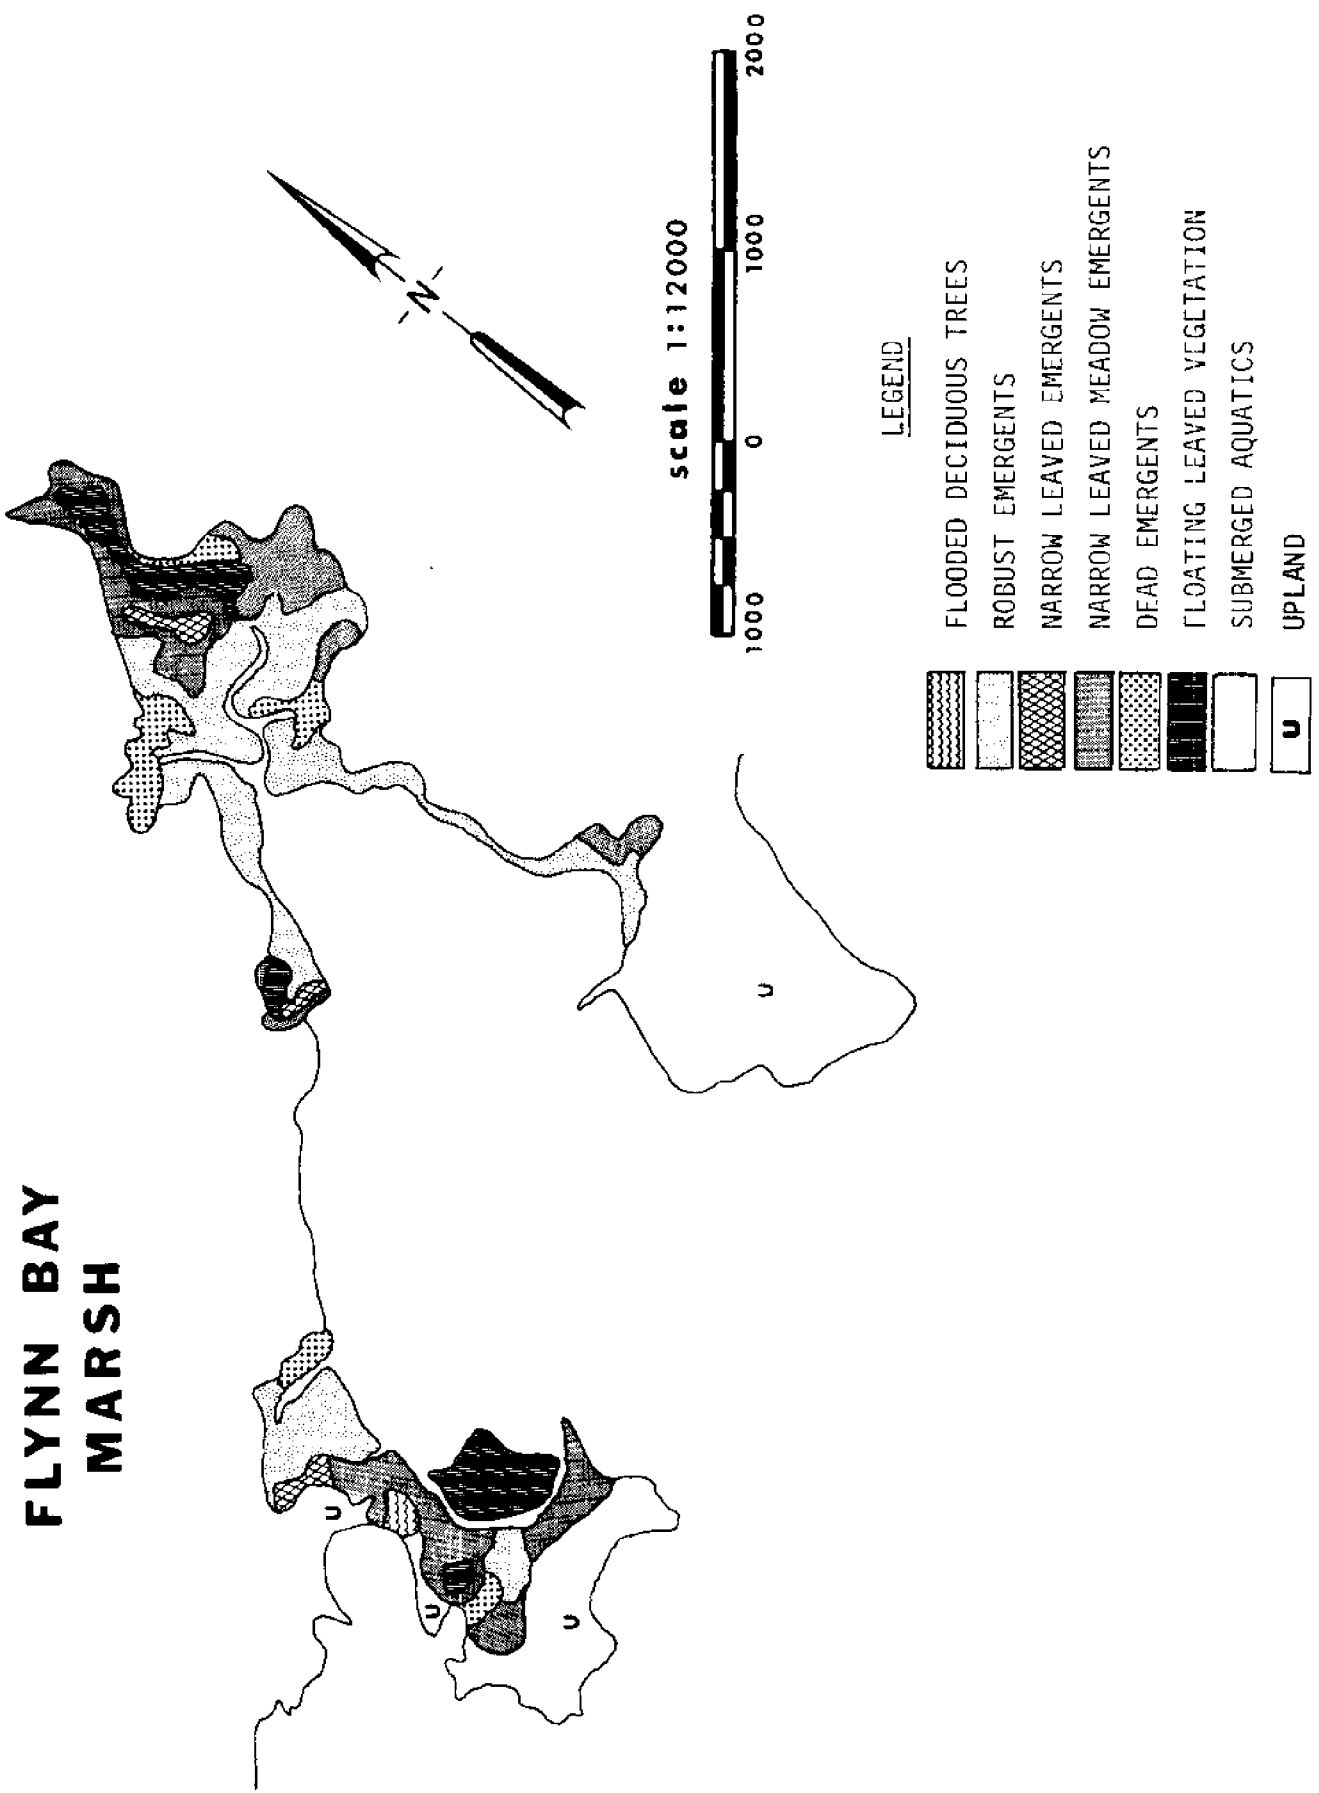 FLYNN BAY
MARSH
N
scale 1:12000
1000 0 1000 2000
LEGEND
FLOODED DECIDUOUS TREES
ROBUST EMERGENTS
NARROW LEAVED EMERGENTS
NARROW LEAVED MEADOW EMERGENTS
DEAD EMERGENTS
FLOATING LEAVED VEGETATION
SUBMERGED AQUATICS
U UPLAND
U
U
U
U